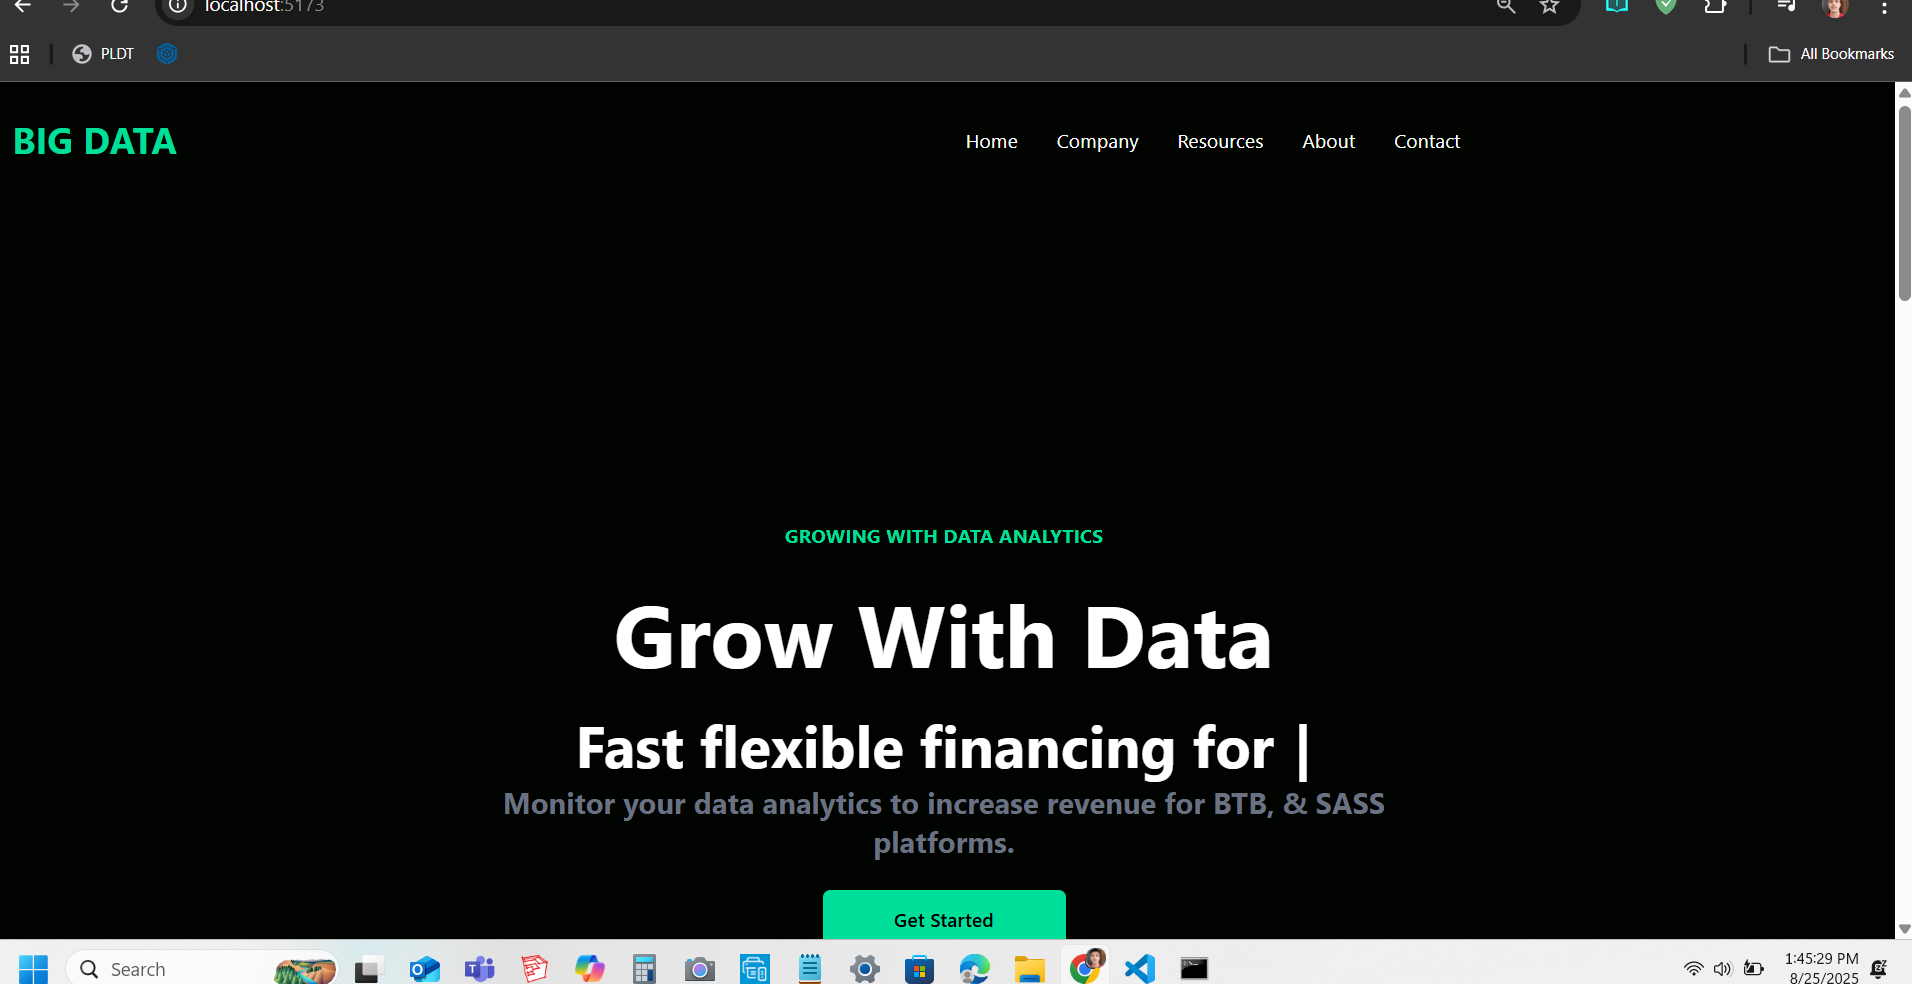 localhost:5173
PLDT
All Bookmarks
BIG DATA
Home Company Resources About Contact
GROWING WITH DATA ANALYTICS
Grow With Data
Fast flexible financing for |
Monitor your data analytics to increase revenue for BTB, & SASS
platforms.
Get Started
Search
1:45:29 PM
8/25/2025